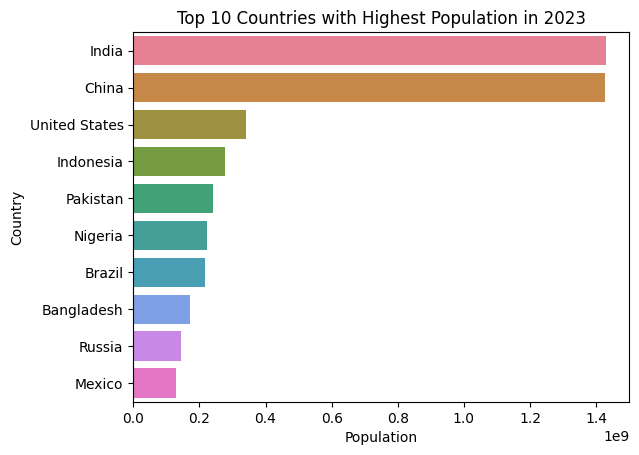 Top 10 Countries with Highest Population in 2023
India
China
United States
Indonesia
Pakistan
Nigeria
Brazil
Bangladesh
Russia
Mexico
Country
0.0 0.2 0.4 0.6 0.8 1.0 1.2 1.4
1e9
Population